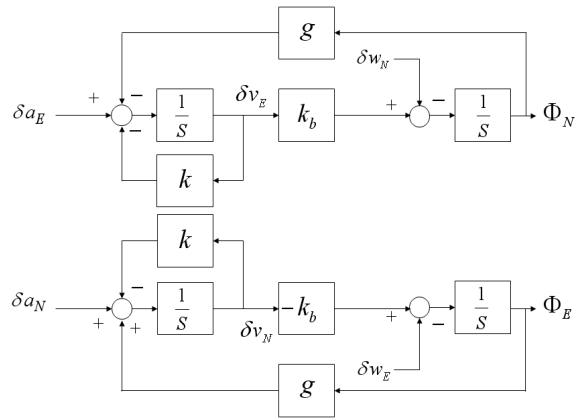 g
δw_N
δa_E
+
−
−
1/S
δv_E
k_b
+
−
1/S
Φ_N
k
k
δa_N
+
−
+
1/S
δv_N
−k_b
+
−
1/S
Φ_E
δw_E
g